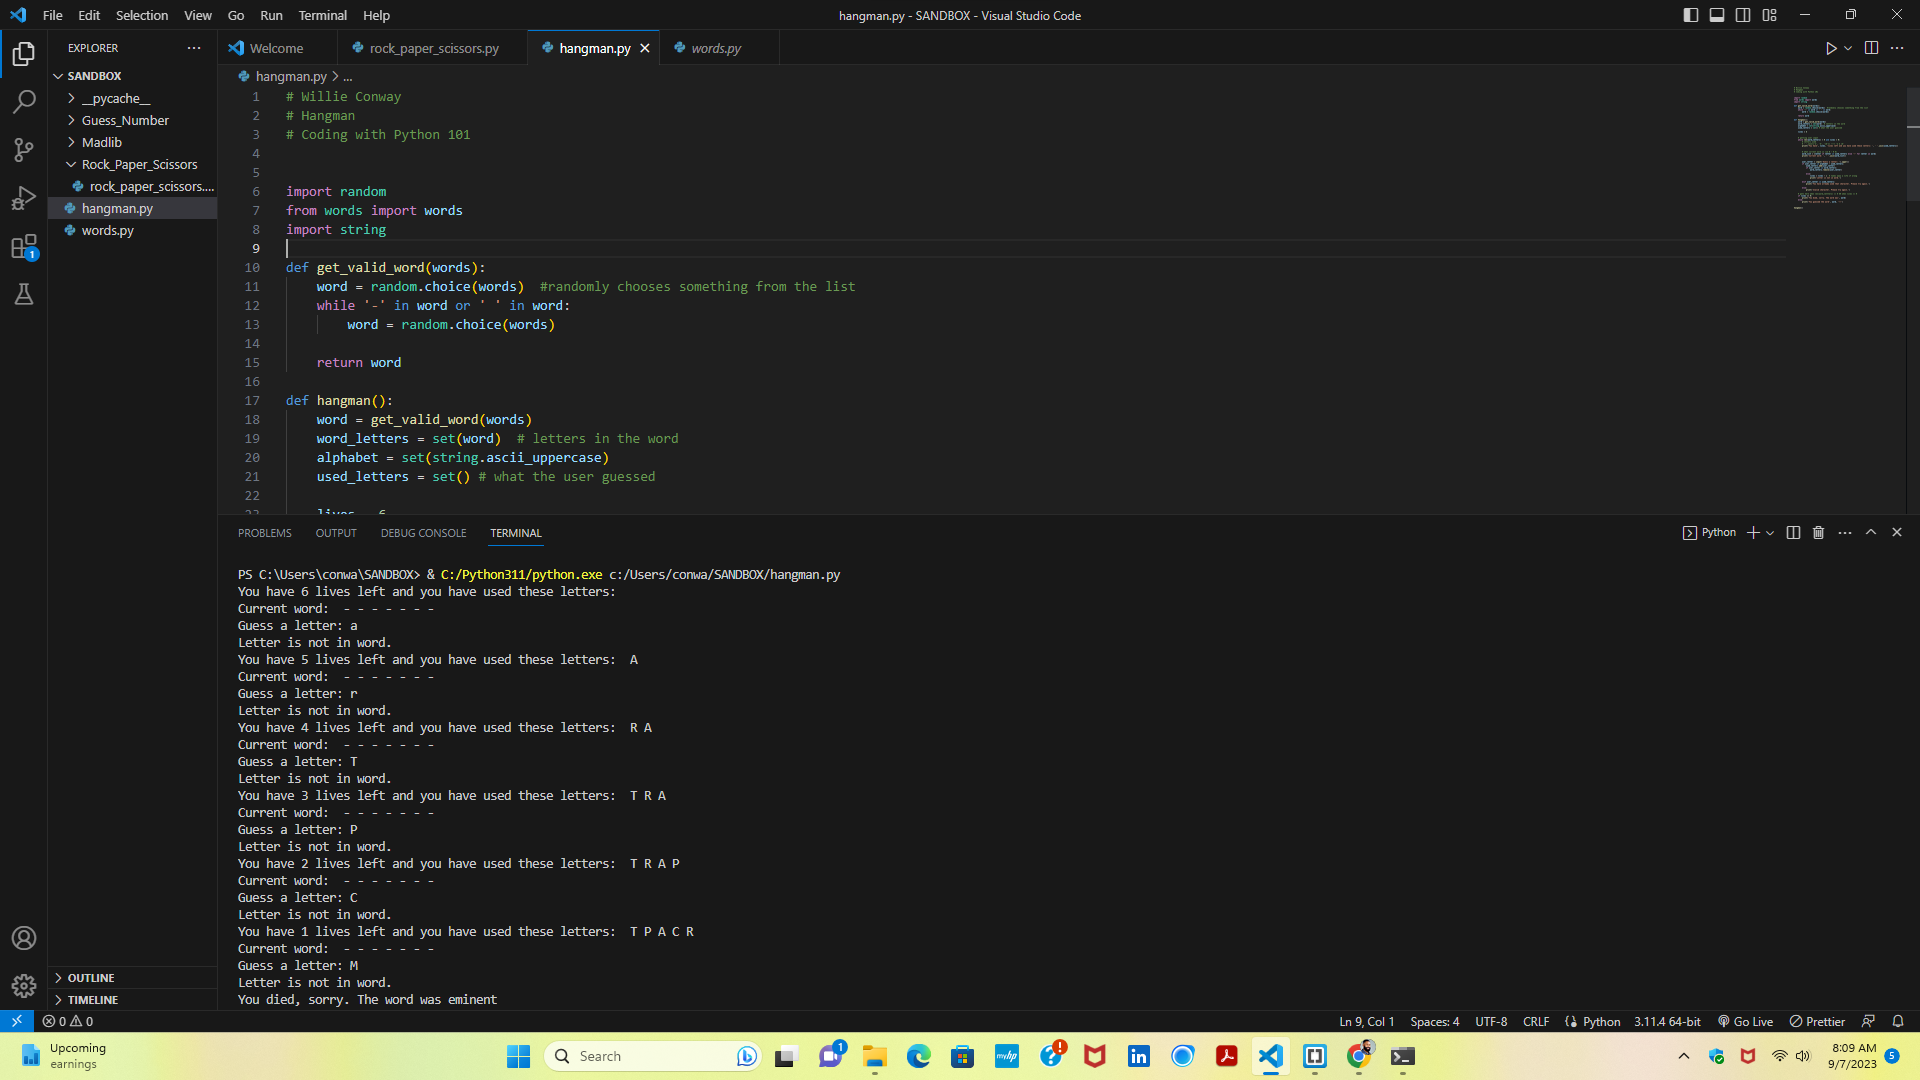 File Edit Selection View Go Run Terminal Help
hangman.py - SANDBOX - Visual Studio Code
EXPLORER
Welcome
rock_paper_scissors.py
hangman.py
words.py
SANDBOX
__pycache__
Guess_Number
Madlib
Rock_Paper_Scissors
rock_paper_scissors....
hangman.py
words.py
1
hangman.py > ...
1 # Willie Conway
2 # Hangman
3 # Coding with Python 101
4
5
6 import random
7 from words import words
8 import string
9
10 def get_valid_word(words):
11 word = random.choice(words)  #randomly chooses something from the list
12 while '-' in word or ' ' in word:
13 word = random.choice(words)
14
15 return word
16
17 def hangman():
18 word = get_valid_word(words)
19 word_letters = set(word)  # letters in the word
20 alphabet = set(string.ascii_uppercase)
21 used_letters = set() # what the user guessed
22
23 lives = 6
PROBLEMS OUTPUT DEBUG CONSOLE TERMINAL
Python
PS C:\Users\conwa\SANDBOX> & C:/Python311/python.exe c:/Users/conwa/SANDBOX/hangman.py
You have 6 lives left and you have used these letters:
Current word:  - - - - - - -
Guess a letter: a
Letter is not in word.
You have 5 lives left and you have used these letters:  A
Current word:  - - - - - - -
Guess a letter: r
Letter is not in word.
You have 4 lives left and you have used these letters:  R A
Current word:  - - - - - - -
Guess a letter: T
Letter is not in word.
You have 3 lives left and you have used these letters:  T R A
Current word:  - - - - - - -
Guess a letter: P
Letter is not in word.
You have 2 lives left and you have used these letters:  T R A P
Current word:  - - - - - - -
Guess a letter: C
Letter is not in word.
You have 1 lives left and you have used these letters:  T P A C R
Current word:  - - - - - - -
Guess a letter: M
Letter is not in word.
You died, sorry. The word was eminent
OUTLINE
TIMELINE
0 0
Ln 9, Col 1 Spaces: 4 UTF-8 CRLF Python 3.11.4 64-bit Go Live Prettier
Upcoming
earnings
Search
1
myhp
in
8:09 AM
9/7/2023
5